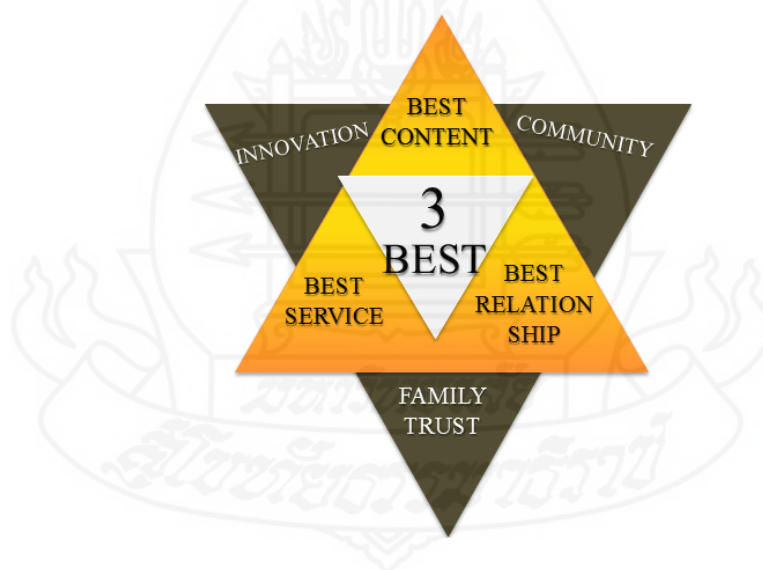 BEST
CONTENT
INNOVATION
COMMUNITY
3
BEST
BEST
SERVICE
BEST
RELATION
SHIP
FAMILY
TRUST